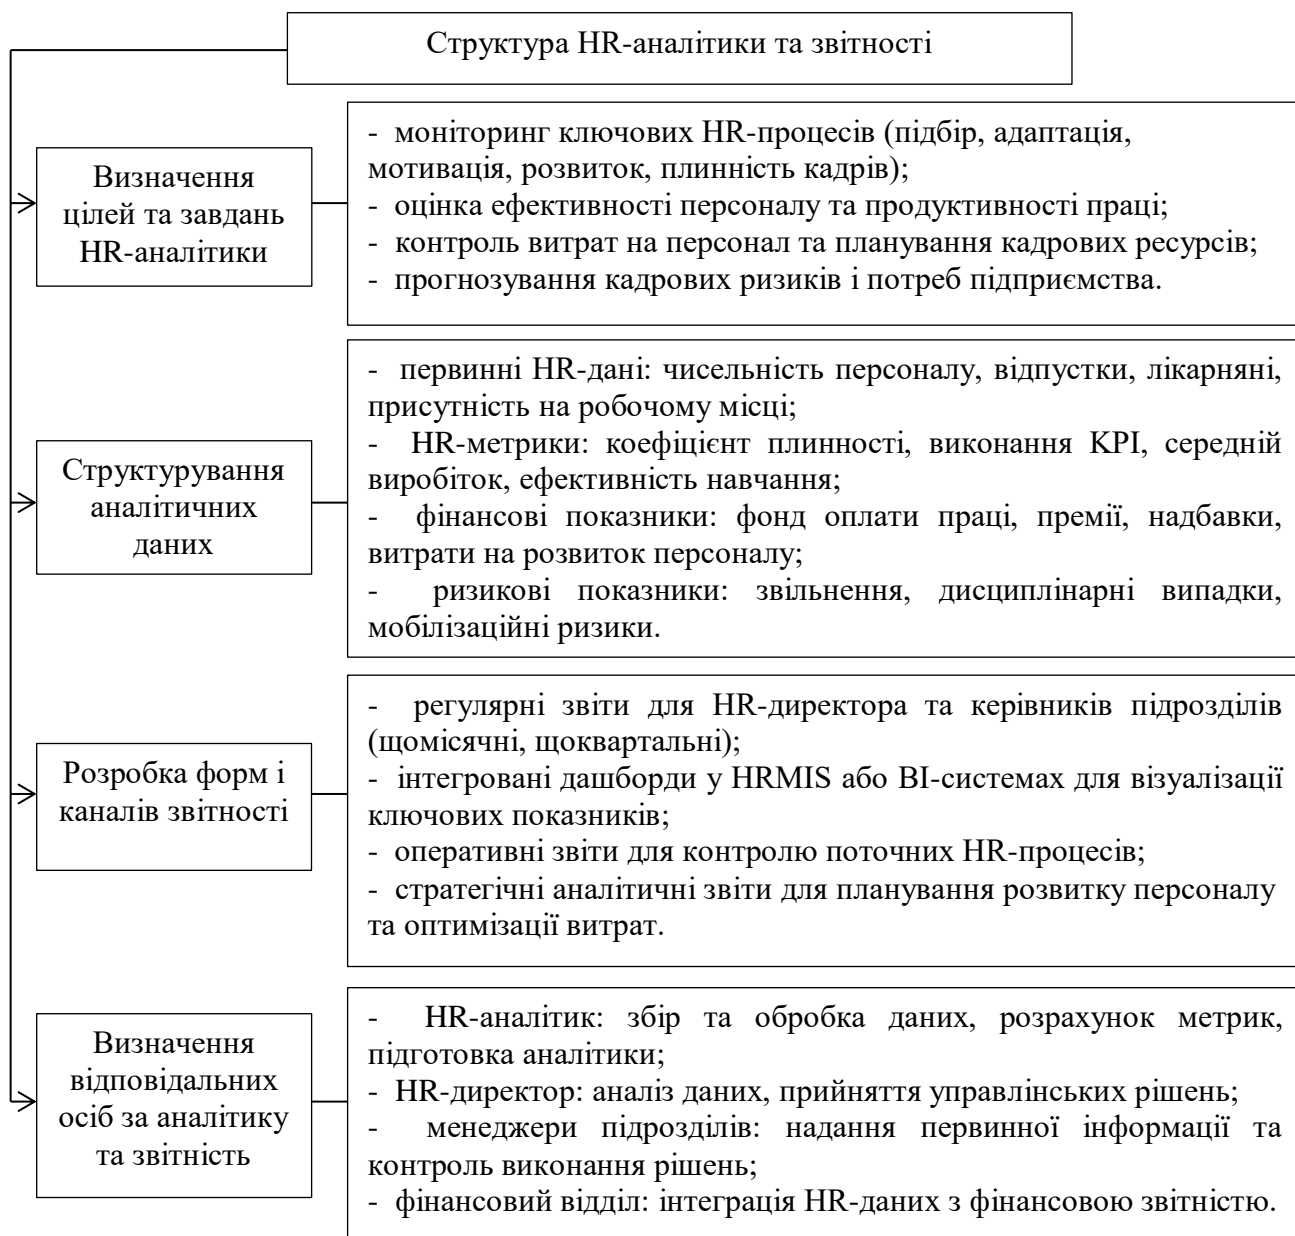 Структура HR-аналітики та звітності
Визначення
цілей та завдань
HR-аналітики
- моніторинг ключових HR-процесів (підбір, адаптація,
мотивація, розвиток, плинність кадрів);
- оцінка ефективності персоналу та продуктивності праці;
- контроль витрат на персонал та планування кадрових ресурсів;
- прогнозування кадрових ризиків і потреб підприємства.
Структурування
аналітичних
даних
- первинні HR-дані: чисельність персоналу, відпустки, лікарняні,
присутність на робочому місці;
- HR-метрики: коефіцієнт плинності, виконання KPI, середній
виробіток, ефективність навчання;
- фінансові показники: фонд оплати праці, премії, надбавки,
витрати на розвиток персоналу;
- ризикові показники: звільнення, дисциплінарні випадки,
мобілізаційні ризики.
Розробка форм і
каналів звітності
- регулярні звіти для HR-директора та керівників підрозділів
(щомісячні, щоквартальні);
- інтегровані дашборди у HRMIS або BI-системах для візуалізації
ключових показників;
- оперативні звіти для контролю поточних HR-процесів;
- стратегічні аналітичні звіти для планування розвитку персоналу
та оптимізації витрат.
Визначення
відповідальних
осіб за аналітику
та звітність
- HR-аналітик: збір та обробка даних, розрахунок метрик,
підготовка аналітики;
- HR-директор: аналіз даних, прийняття управлінських рішень;
- менеджери підрозділів: надання первинної інформації та
контроль виконання рішень;
- фінансовий відділ: інтеграція HR-даних з фінансовою звітністю.